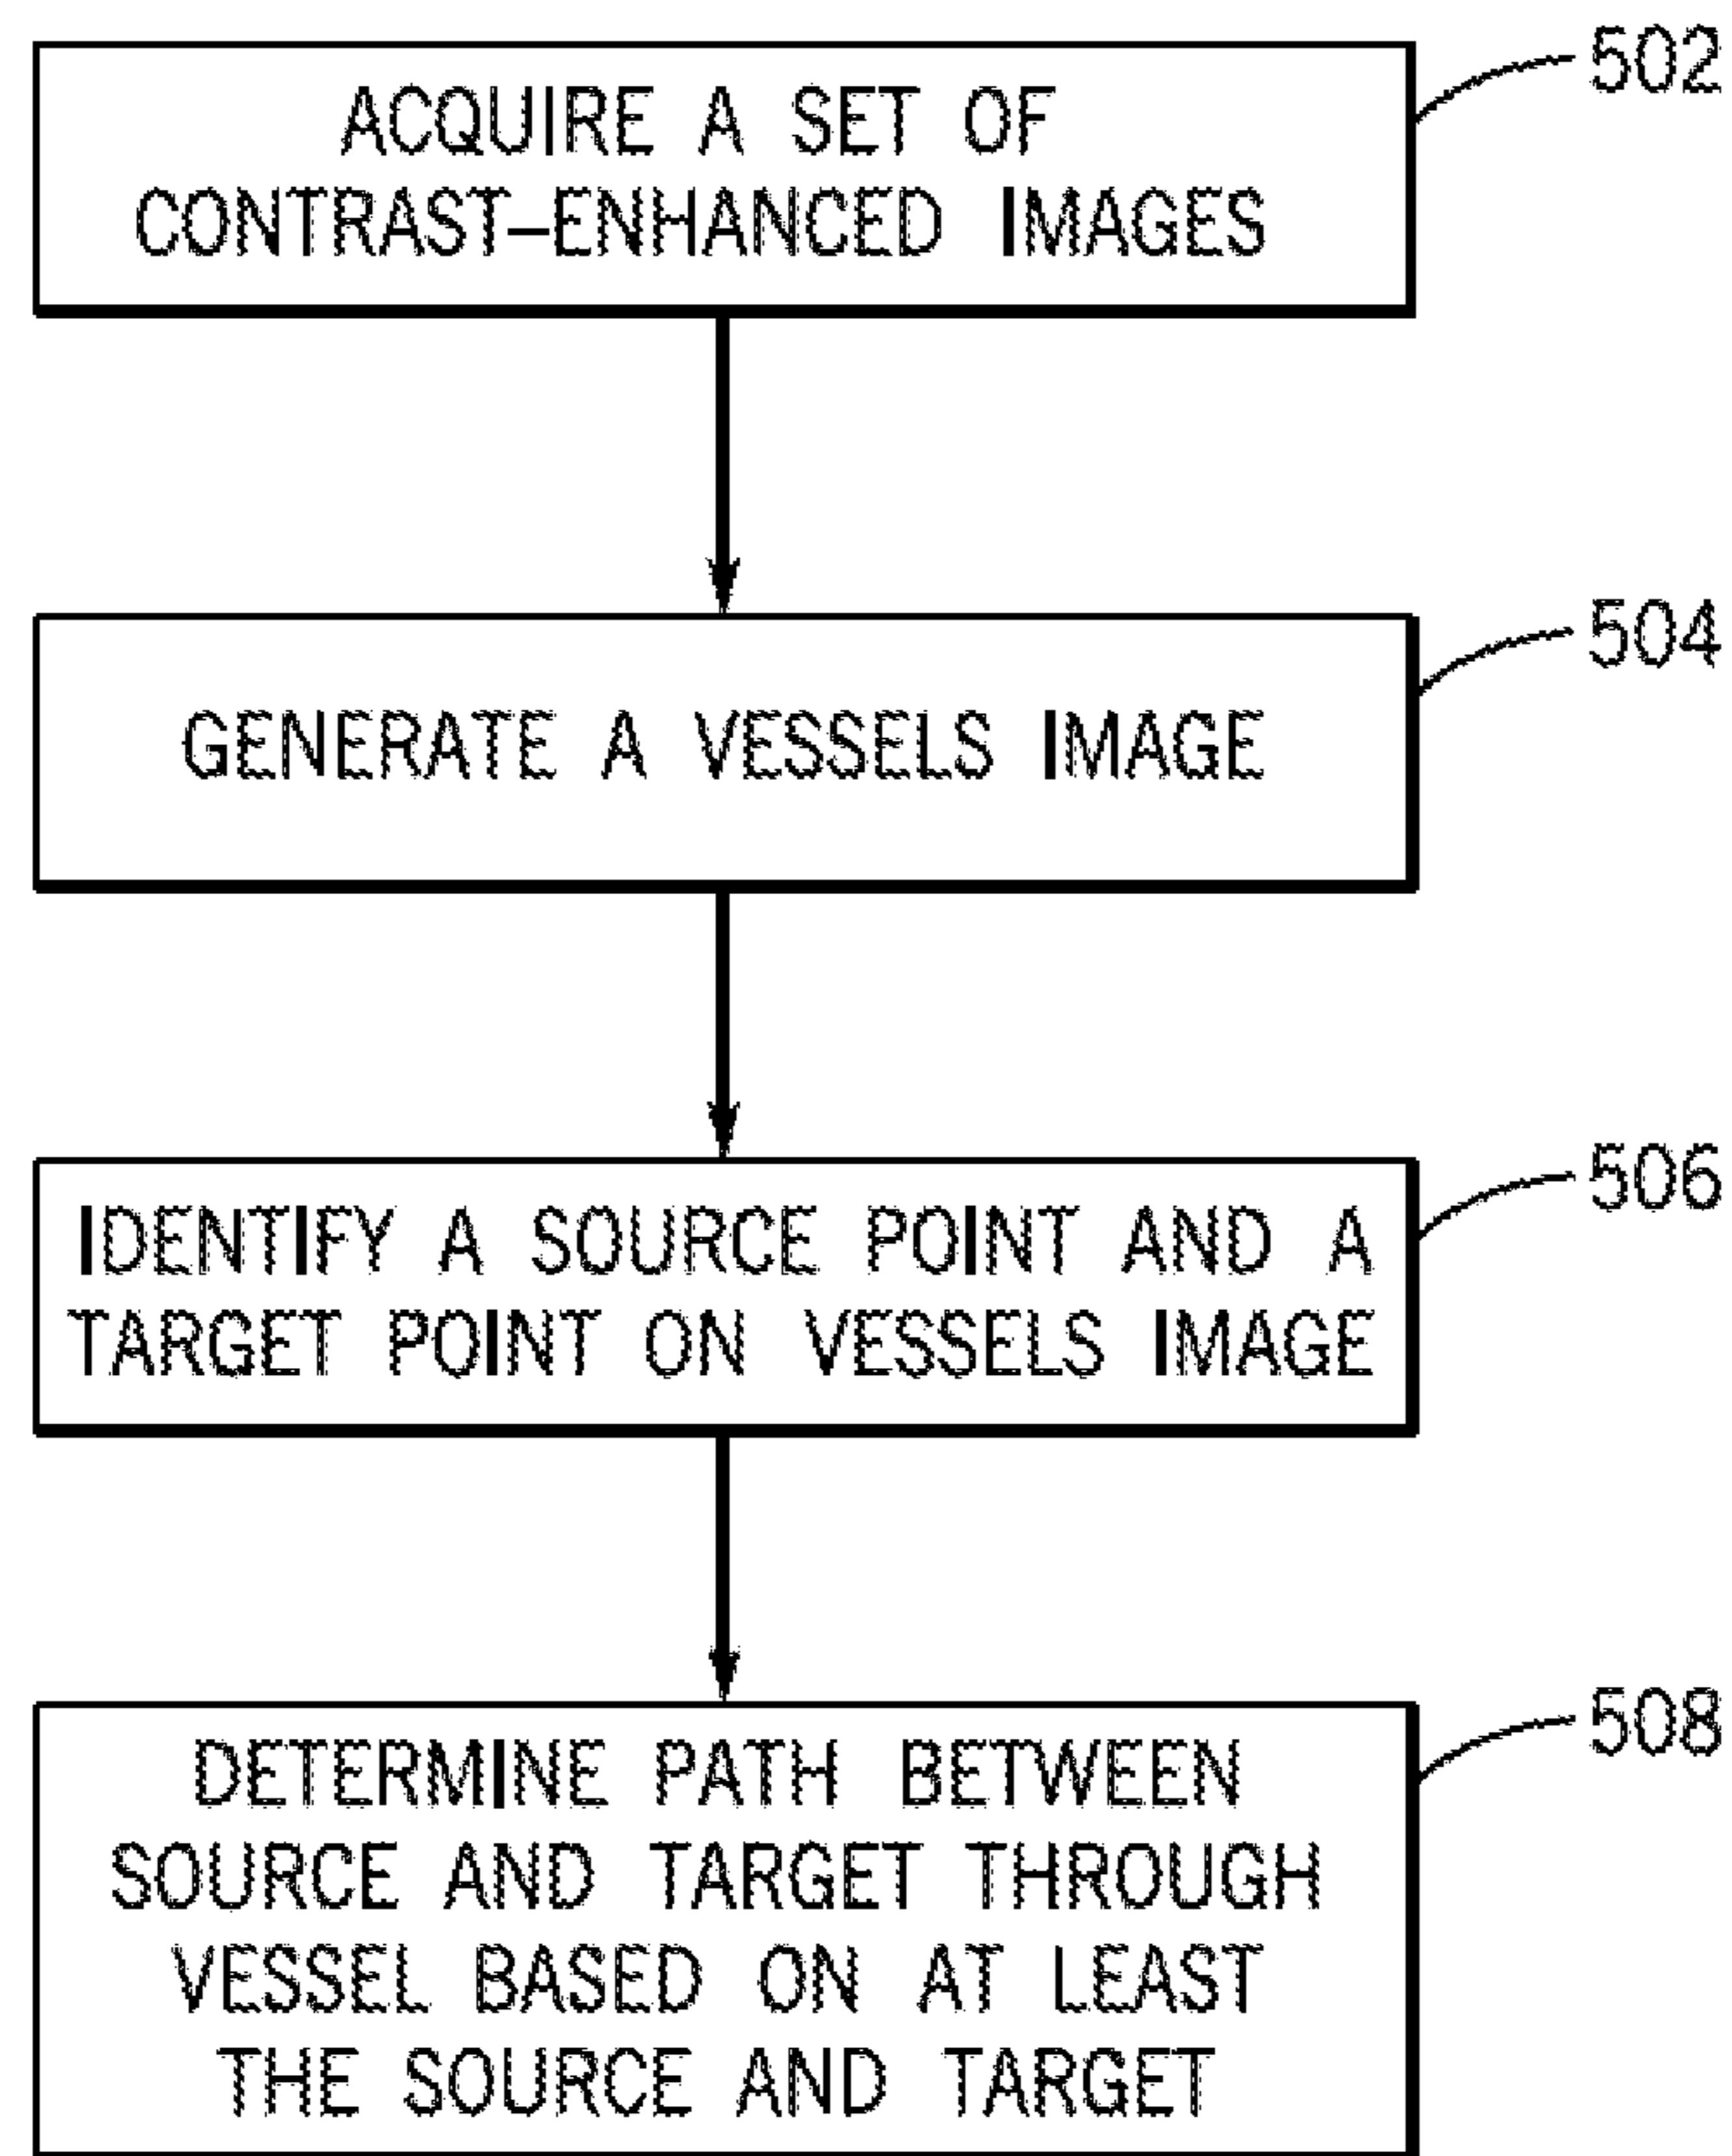 502
ACQUIRE A SET OF
CONTRAST-ENHANCED IMAGES
504
GENERATE A VESSELS IMAGE
506
IDENTIFY A SOURCE POINT AND A
TARGET POINT ON VESSELS IMAGE
508
DETERMINE PATH BETWEEN
SOURCE AND TARGET THROUGH
VESSEL BASED ON AT LEAST
THE SOURCE AND TARGET